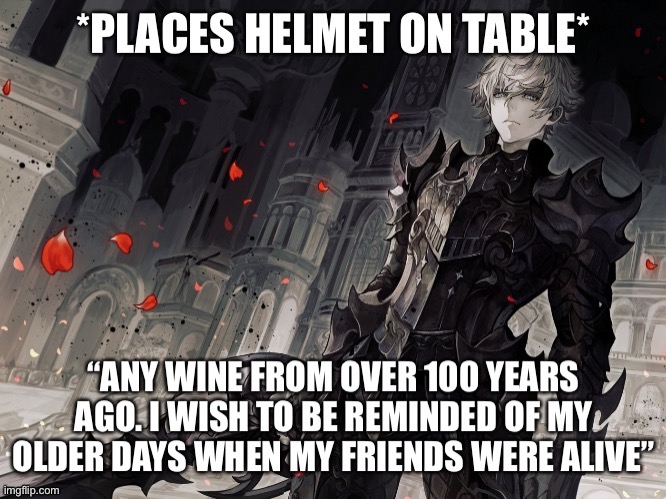 *PLACES HELMET ON TABLE*
“ANY WINE FROM OVER 100 YEARS
AGO. I WISH TO BE REMINDED OF MY
OLDER DAYS WHEN MY FRIENDS WERE ALIVE”
imgflip.com